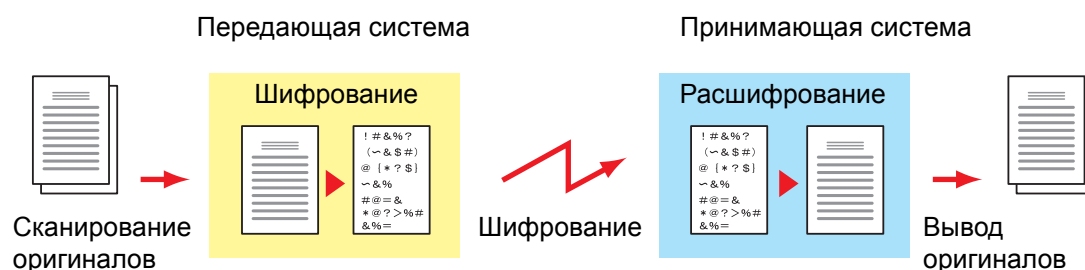 Передающая система
Принимающая система
Шифрование
! # & % ?
(∽ & $ # )
@ [ * ? $ ]
∽ & %
# @ = &
* @ ? > % #
& % =
Расшифрование
! # & % ?
(∽ & $ # )
@ [ * ? $ ]
∽ & %
# @ = &
* @ ? > % #
& % =
Сканирование
оригиналов
Шифрование
Вывод
оригиналов